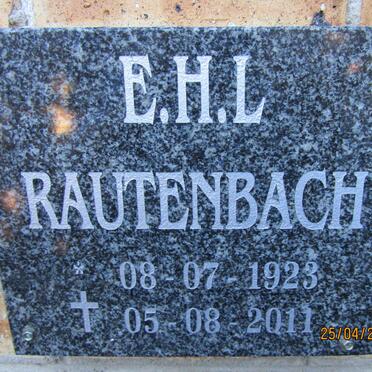 E.H.L
RAUTENBACH
* 08-07-1923
† 05-08-2011
25/04/2